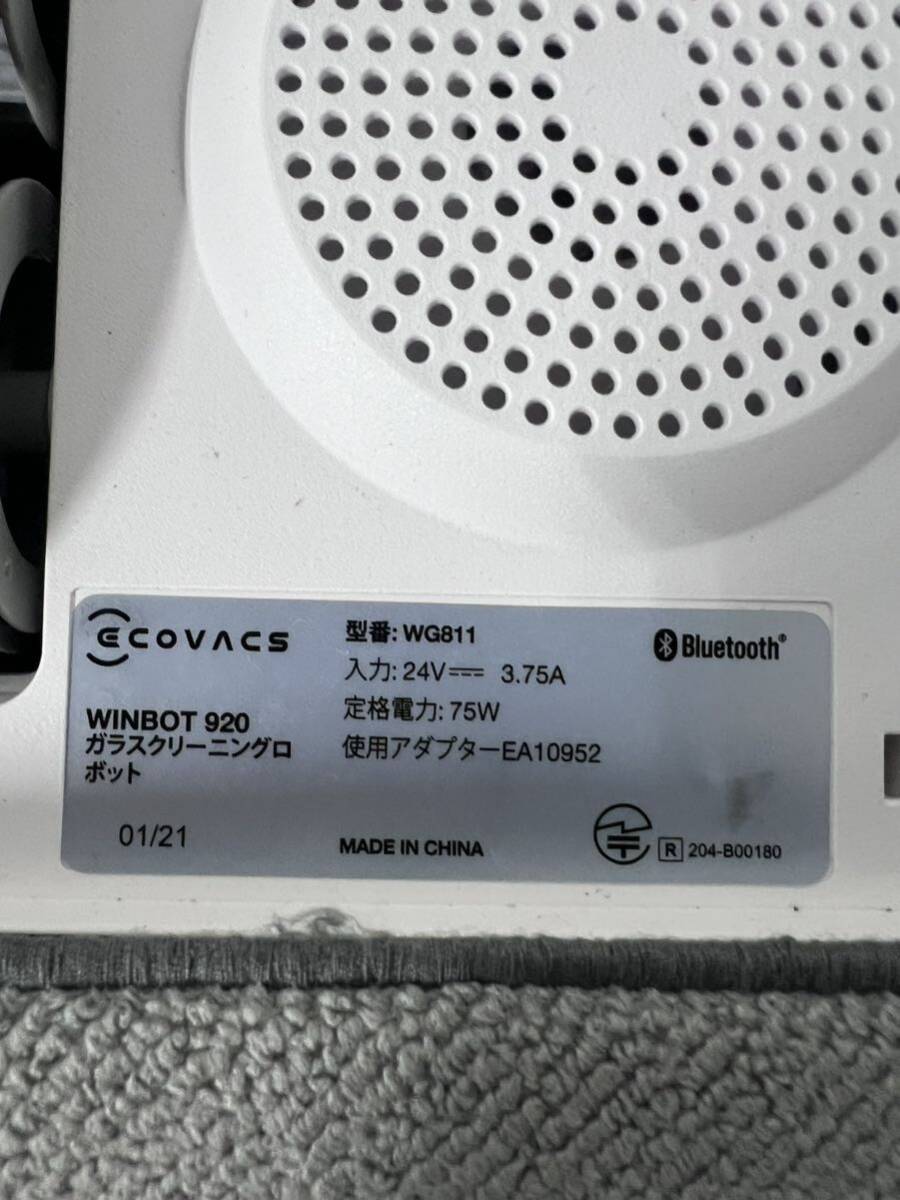 ECOVACS
WINBOT 920
ガラスクリーニングロ
ボット
01/21
型番: WG811
入力: 24V⎓ 3.75A
定格電力: 75W
使用アダプターEA10952
MADE IN CHINA
Bluetooth®
R 204-B00180